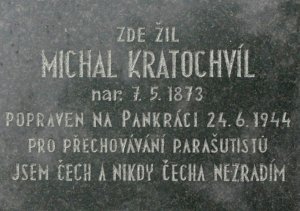 ZDE ŽIL
MICHAL KRATOCHVÍL
nar. 7. 5. 1873
POPRAVEN NA PANKRÁCI 24. 6. 1944
PRO PŘECHOVÁVÁNÍ PARAŠUTISTŮ
JSEM ČECH A NIKDY ČECHA NEZRADÍM